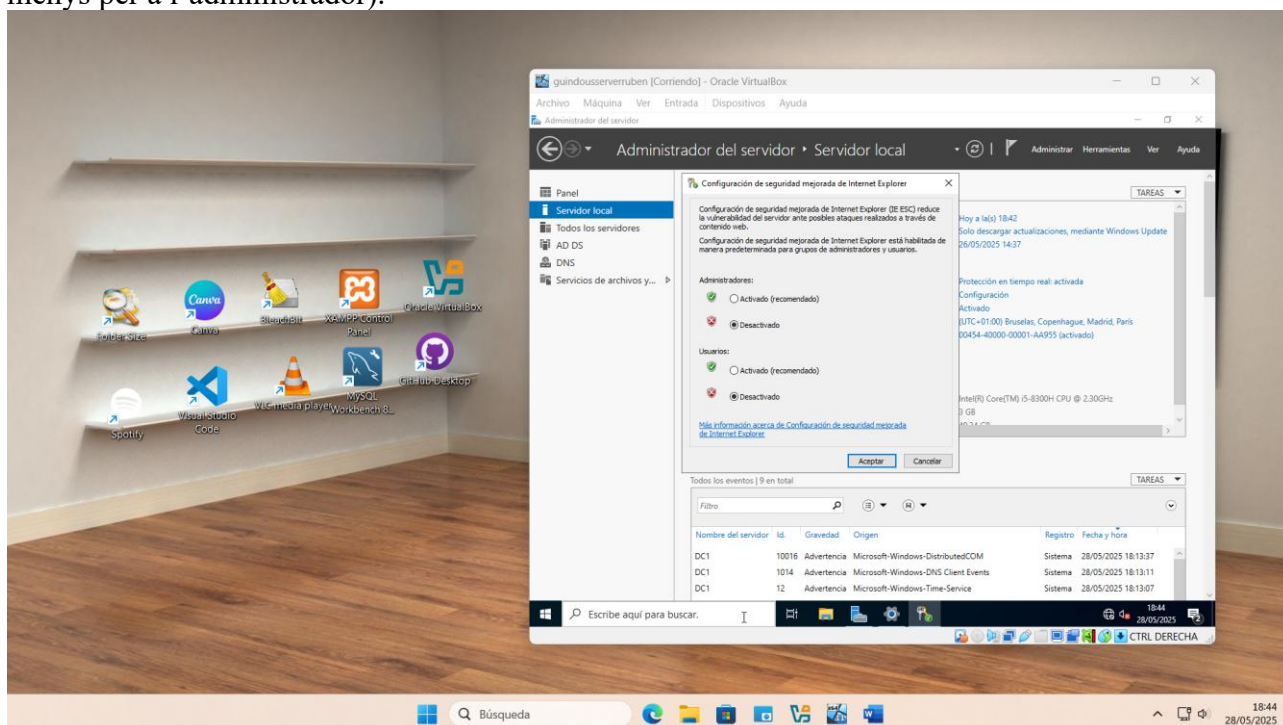 menys per a l'administrador).
guindousserverruben [Corriendo] - Oracle VirtualBox
Archivo Máquina Ver Entrada Dispositivos Ayuda
Administrador del servidor
Administrador del servidor • Servidor local
Administrar Herramientas Ver Ayuda
Panel
Servidor local
Todos los servidores
AD DS
DNS
Servicios de archivos y...
Configuración de seguridad mejorada de Internet Explorer
Configuración de seguridad mejorada de Internet Explorer (IE ESC) reduce
la vulnerabilidad del servidor ante posibles ataques realizados a través de
contenido web.
Configuración de seguridad mejorada de Internet Explorer está habilitada de
manera predeterminada para grupos de administradores y usuarios.
Administradores:
Activado (recomendado)
Desactivado
Usuarios:
Activado (recomendado)
Desactivado
Más información acerca de Configuración de seguridad mejorada
de Internet Explorer
Aceptar Cancelar
TAREAS
Hoy a la(s) 18:42
Solo descargar actualizaciones, mediante Windows Update
26/05/2025 14:37
Protección en tiempo real: activada
Configuración
Activado
(UTC+01:00) Bruselas, Copenhague, Madrid, París
00454-40000-00001-AA955 (activado)
Intel(R) Core(TM) i5-8300H CPU @ 2.30GHz
3 GB
Todos los eventos | 9 en total
TAREAS
Filtro
Nombre del servidor Id. Gravedad Origen Registro Fecha y hora
DC1 10016 Advertencia Microsoft-Windows-DistributedCOM Sistema 28/05/2025 18:13:37
DC1 1014 Advertencia Microsoft-Windows-DNS Client Events Sistema 28/05/2025 18:13:11
DC1 12 Advertencia Microsoft-Windows-Time-Service Sistema 28/05/2025 18:13:07
Escribe aquí para buscar.
18:44
28/05/2025
CTRL DERECHA
Folder Size
Canva
Canva
BleachBit
XAMPP Control
Panel
Oracle VirtualBox
Spotify
Visual Studio
Code
VLC media player
MySQL
Workbench 8...
GitHub Desktop
Búsqueda
18:44
28/05/2025